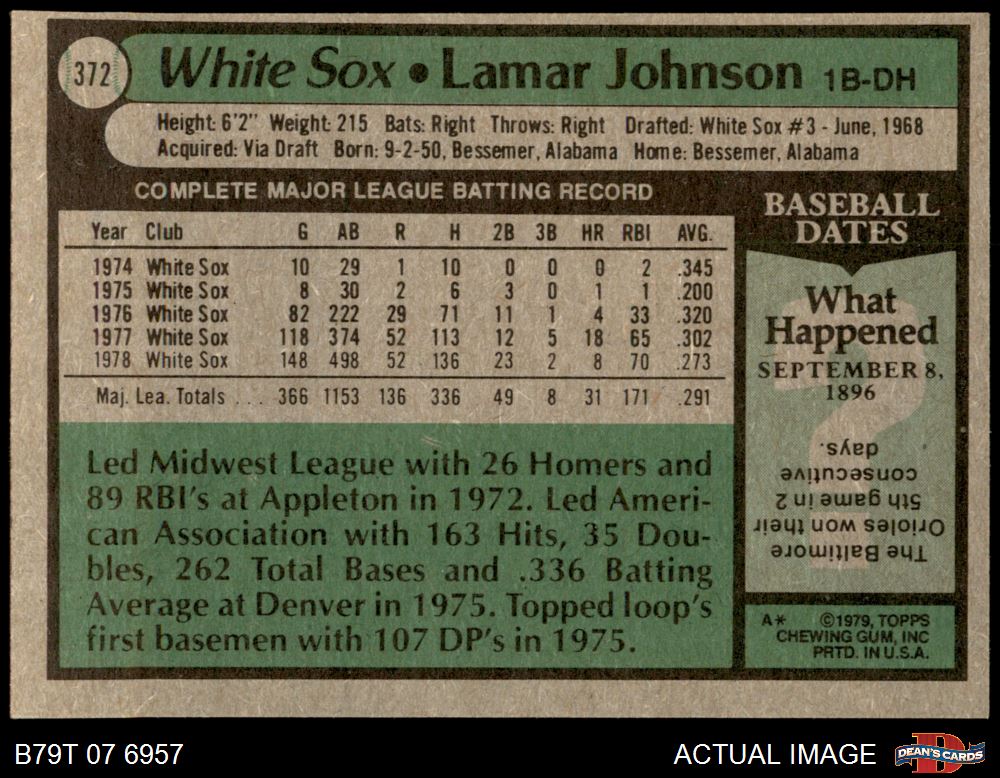 372 White Sox • Lamar Johnson 1B-DH
Height: 6'2" Weight: 215 Bats: Right Throws: Right Drafted: White Sox #3 - June, 1968
Acquired: Via Draft Born: 9-2-50, Bessemer, Alabama Home: Bessemer, Alabama
COMPLETE MAJOR LEAGUE BATTING RECORD
Year Club G AB R H 2B 3B HR RBI AVG.
1974 White Sox 10 29 1 10 0 0 0 2 .345
1975 White Sox 8 30 2 6 3 0 1 1 .200
1976 White Sox 82 222 29 71 11 1 4 33 .320
1977 White Sox 118 374 52 113 12 5 18 65 .302
1978 White Sox 148 498 52 136 23 2 8 70 .273
Maj. Lea. Totals . . . 366 1153 136 336 49 8 31 171 .291
Led Midwest League with 26 Homers and
89 RBI's at Appleton in 1972. Led Ameri-
can Association with 163 Hits, 35 Dou-
bles, 262 Total Bases and .336 Batting
Average at Denver in 1975. Topped loop's
first basemen with 107 DP's in 1975.
BASEBALL
DATES
What
Happened
SEPTEMBER 8,
1896
The Baltimore
Orioles won their
5th game in 2
consecutive
days.
A* ©1979, TOPPS
CHEWING GUM, INC
PRTD. IN U.S.A.
B79T 07 6957
ACTUAL IMAGE
DEAN'S CARDS